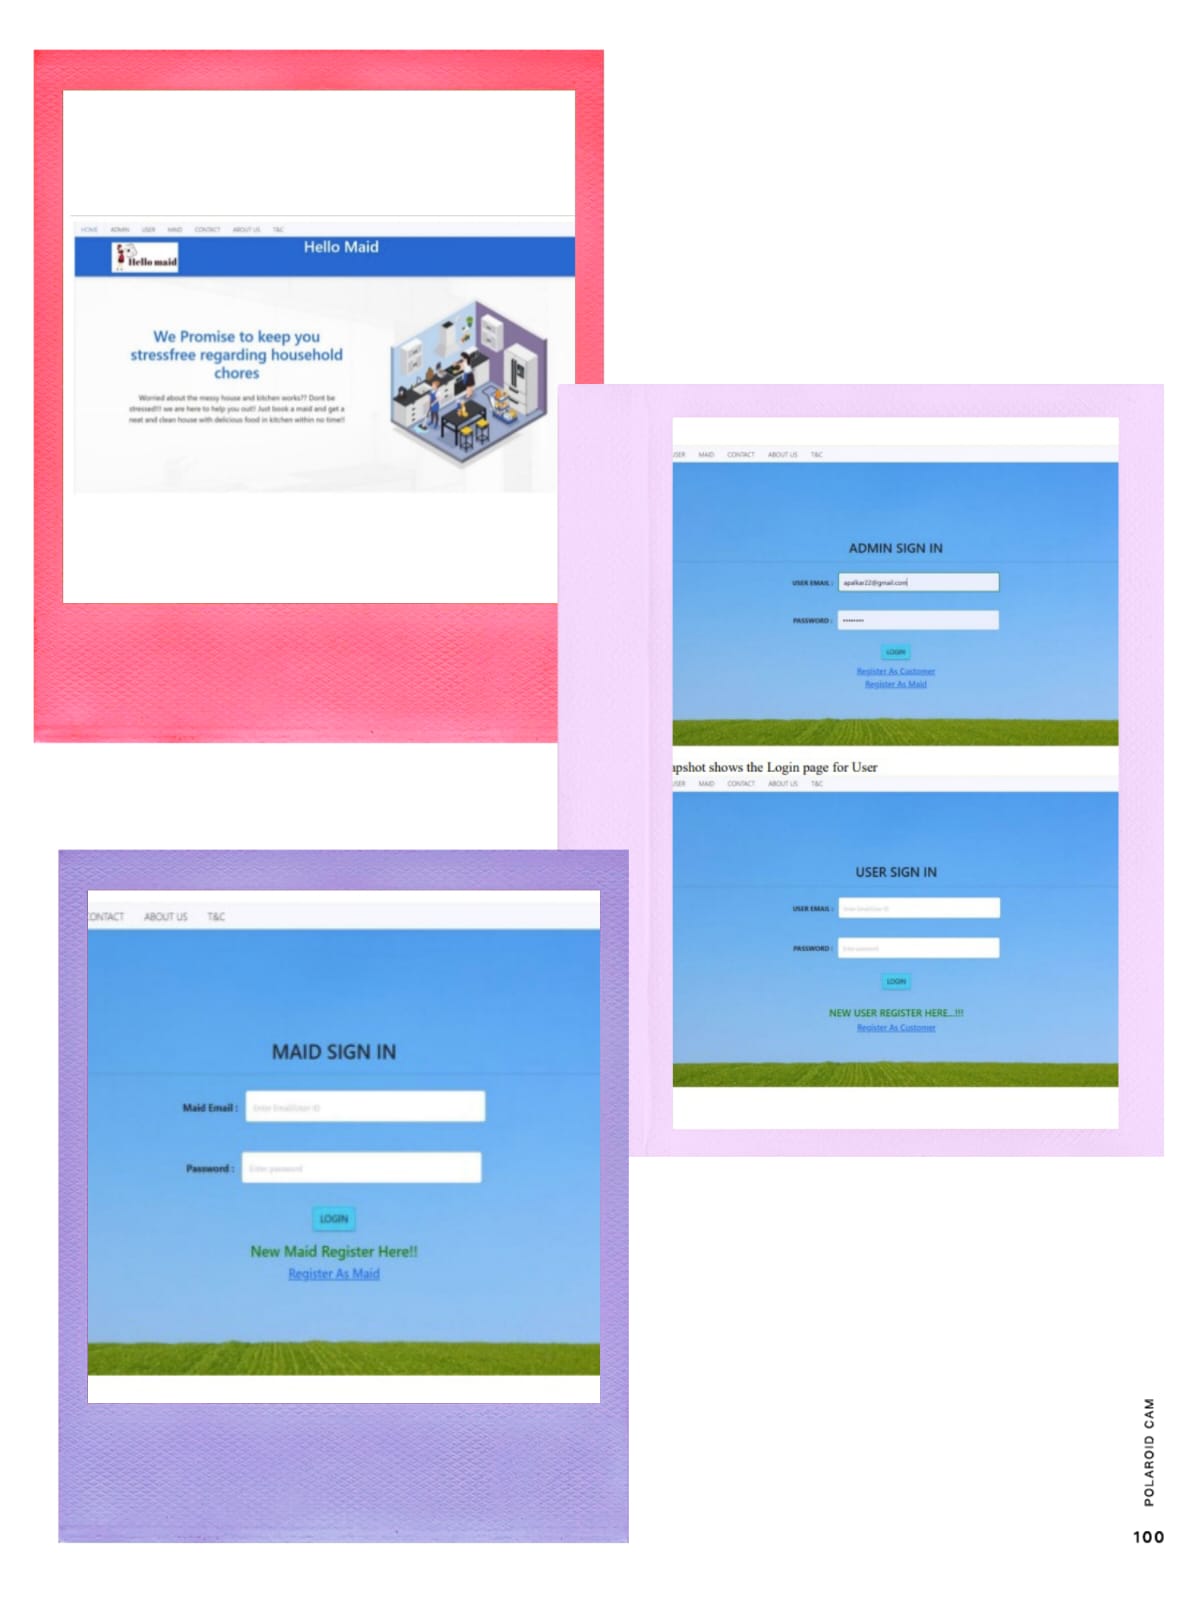 HOME ADMIN USER MAID CONTACT ABOUT US T&C
Hello maid
Hello Maid
We Promise to keep you
stressfree regarding household
chores
Worried about the messy house and kitchen works?? Dont be
stressed!!! we are here to help you out!! Just book a maid and get a
neat and clean house with delicious food in kitchen within no time!!
USER MAID CONTACT ABOUT US T&C
ADMIN SIGN IN
USER EMAIL : apalkar22@gmail.com
PASSWORD : ••••••••
LOGIN
Register As Customer
Register As Maid
apshot shows the Login page for User
USER MAID CONTACT ABOUT US T&C
USER SIGN IN
USER EMAIL : Enter Email/User ID
PASSWORD : Enter password
LOGIN
NEW USER REGISTER HERE...!!!
Register As Customer
CONTACT ABOUT US T&C
MAID SIGN IN
Maid Email : Enter Email/User ID
Password : Enter password
LOGIN
New Maid Register Here!!
Register As Maid
POLAROID CAM
100